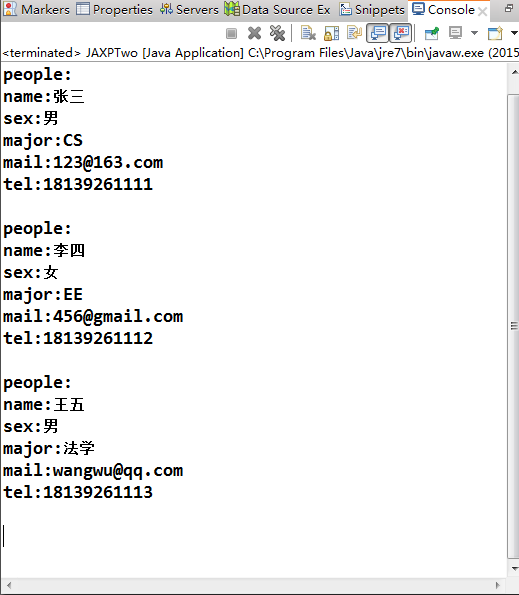 Markers Properties Servers Data Source Ex Snippets Console
<terminated> JAXPTwo [Java Application] C:\Program Files\Java\jre7\bin\javaw.exe (2015
people:
name:张三
sex:男
major:CS
mail:123@163.com
tel:18139261111
people:
name:李四
sex:女
major:EE
mail:456@gmail.com
tel:18139261112
people:
name:王五
sex:男
major:法学
mail:wangwu@qq.com
tel:18139261113